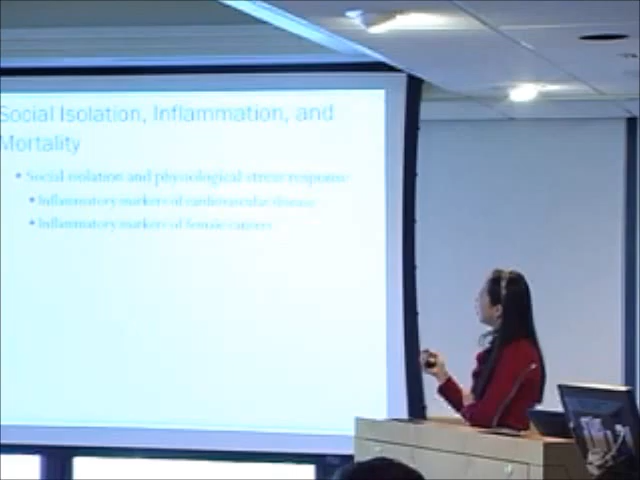 Social Isolation, Inflammation, and
Mortality
• Social isolation and physiological stress response
• Inflammatory markers of cardiovascular disease
• Inflammatory markers of female cancers